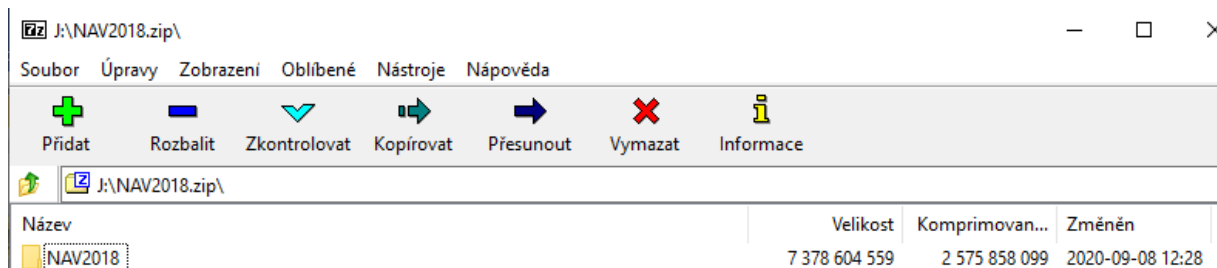 7z J:\NAV2018.zip\
Soubor Úpravy Zobrazení Oblíbené Nástroje Nápověda
Přidat Rozbalit Zkontrolovat Kopírovat Přesunout Vymazat Informace
J:\NAV2018.zip\
Název Velikost Komprimovan... Změněn
NAV2018 7 378 604 559 2 575 858 099 2020-09-08 12:28